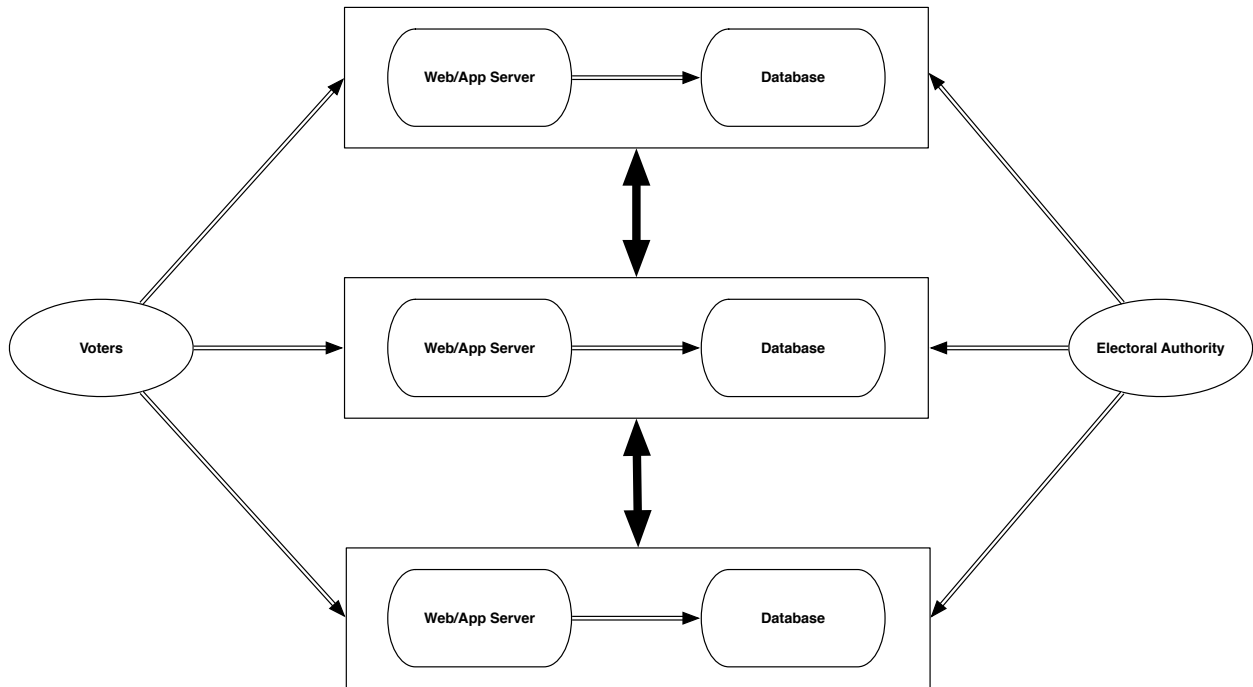 Web/App Server
Database
Voters
Web/App Server
Database
Electoral Authority
Web/App Server
Database